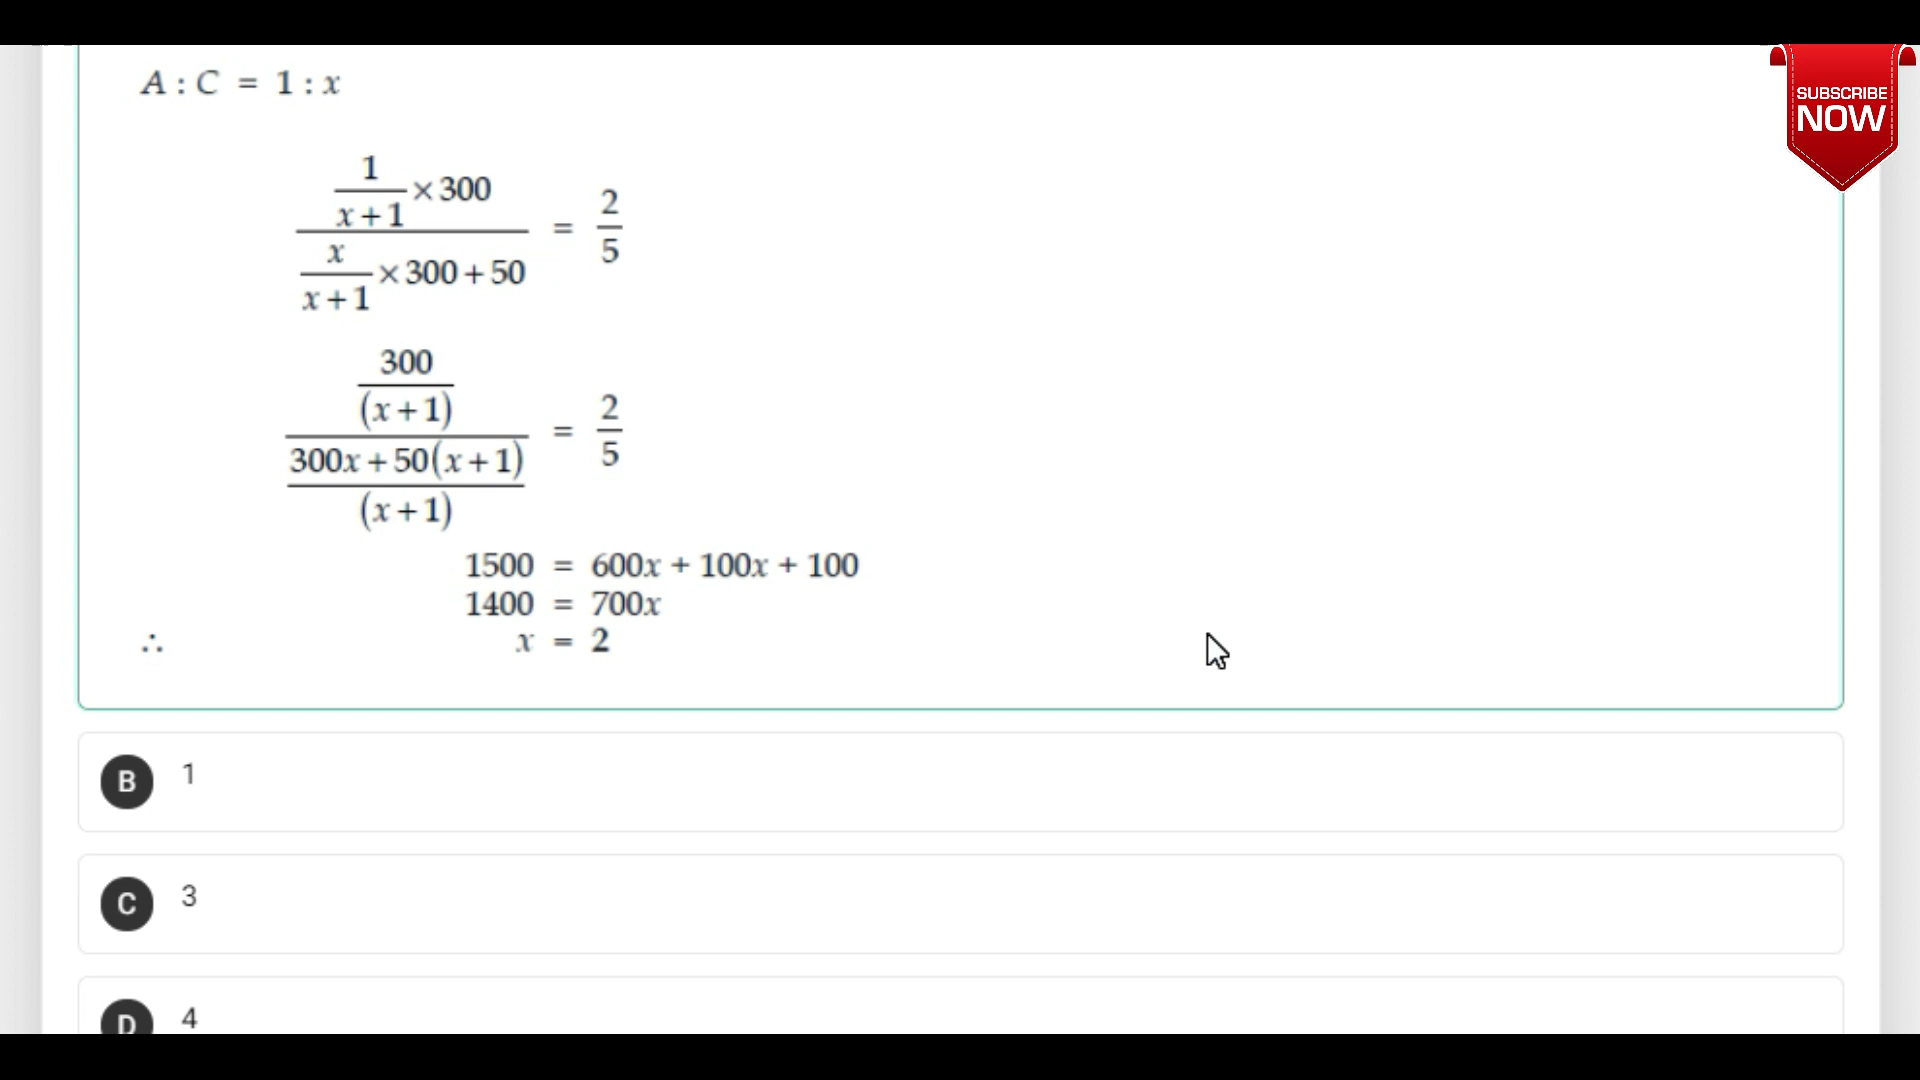 A : C = 1 : x
1
x + 1
× 300
x
x + 1
× 300 + 50
=
2
5
300
(x + 1)
300x + 50(x + 1)
(x + 1)
=
2
5
1500 = 600x + 100x + 100
1400 = 700x
∴ x = 2
B 1
C 3
D 4
SUBSCRIBE
NOW